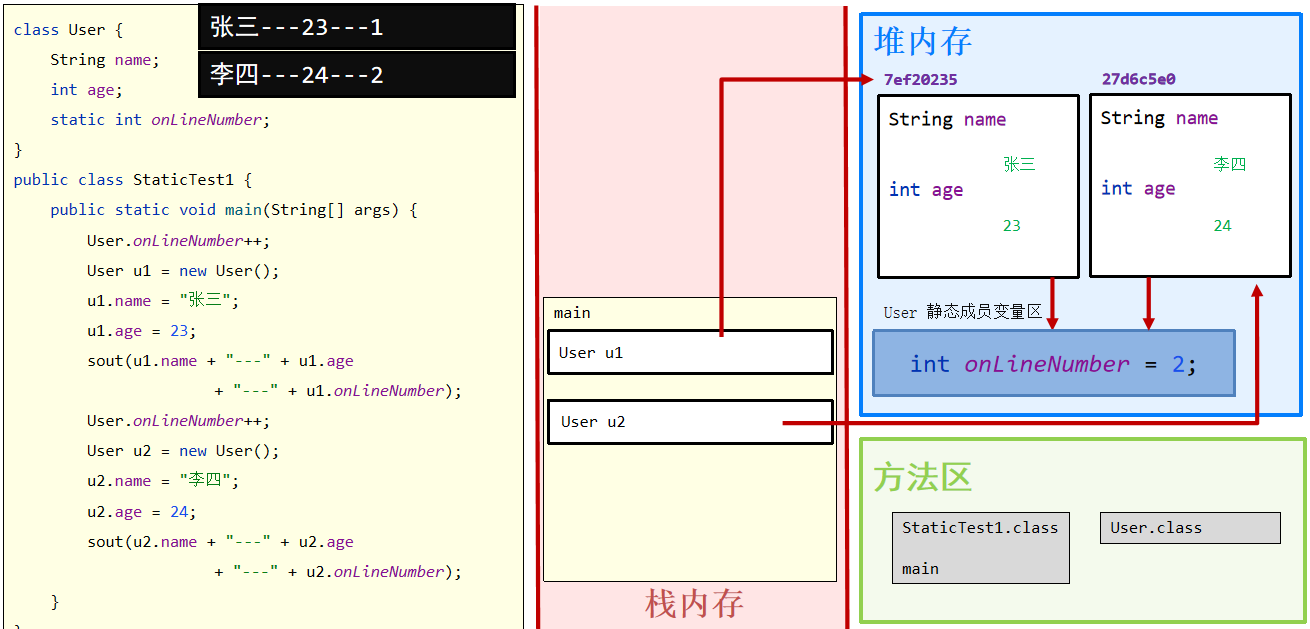 class User {
String name;
int age;
static int onLineNumber;
}
public class StaticTest1 {
public static void main(String[] args) {
User.onLineNumber++;
User u1 = new User();
u1.name = "张三";
u1.age = 23;
sout(u1.name + "---" + u1.age
+ "---" + u1.onLineNumber);
User.onLineNumber++;
User u2 = new User();
u2.name = "李四";
u2.age = 24;
sout(u2.name + "---" + u2.age
+ "---" + u2.onLineNumber);
}
张三---23---1
李四---24---2
main
User u1
User u2
栈内存
堆内存
7ef20235
String name
张三
int age
23
27d6c5e0
String name
李四
int age
24
User 静态成员变量区
int onLineNumber = 2;
方法区
StaticTest1.class
main
User.class